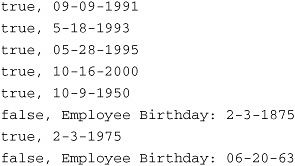 true, 09-09-1991
true, 5-18-1993
true, 05-28-1995
true, 10-16-2000
true, 10-9-1950
false, Employee Birthday: 2-3-1875
true, 2-3-1975
false, Employee Birthday: 06-20-63